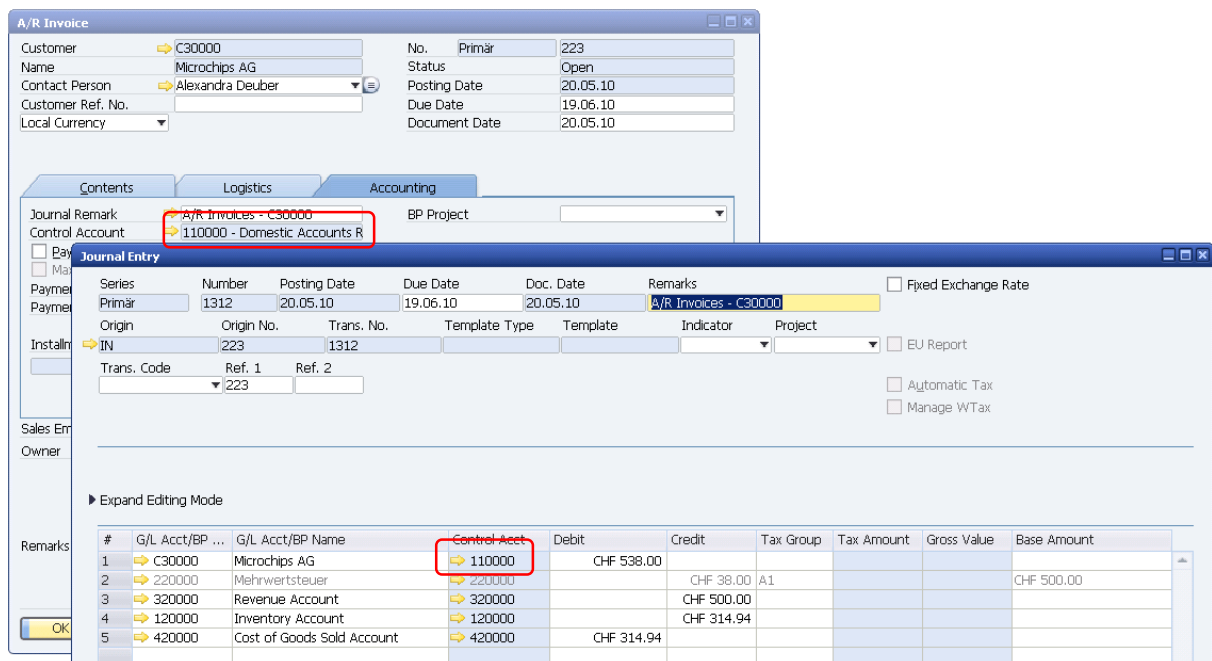 A/R Invoice
Customer C30000 No. Primär 223
Name Microchips AG Status Open
Contact Person Alexandra Deuber Posting Date 20.05.10
Customer Ref. No. Due Date 19.06.10
Local Currency Document Date 20.05.10
Contents Logistics Accounting
Journal Remark A/R Invoices - C30000 BP Project
Control Account 110000 - Domestic Accounts R
Journal Entry
Series Number Posting Date Due Date Doc. Date Remarks Fixed Exchange Rate
Primär 1312 20.05.10 19.06.10 20.05.10 A/R Invoices - C30000
Origin Origin No. Trans. No. Template Type Template Indicator Project
IN 223 1312 EU Report
Trans. Code Ref. 1 Ref. 2
223 Automatic Tax
Manage WTax
Sales Em
Owner
Expand Editing Mode
Remarks
# G/L Acct/BP ... G/L Acct/BP Name Control Acct Debit Credit Tax Group Tax Amount Gross Value Base Amount
1 C30000 Microchips AG 110000 CHF 538.00
2 220000 Mehrwertsteuer 220000 CHF 38.00 A1 CHF 500.00
3 320000 Revenue Account 320000 CHF 500.00
4 120000 Inventory Account 120000 CHF 314.94
5 420000 Cost of Goods Sold Account 420000 CHF 314.94
OK